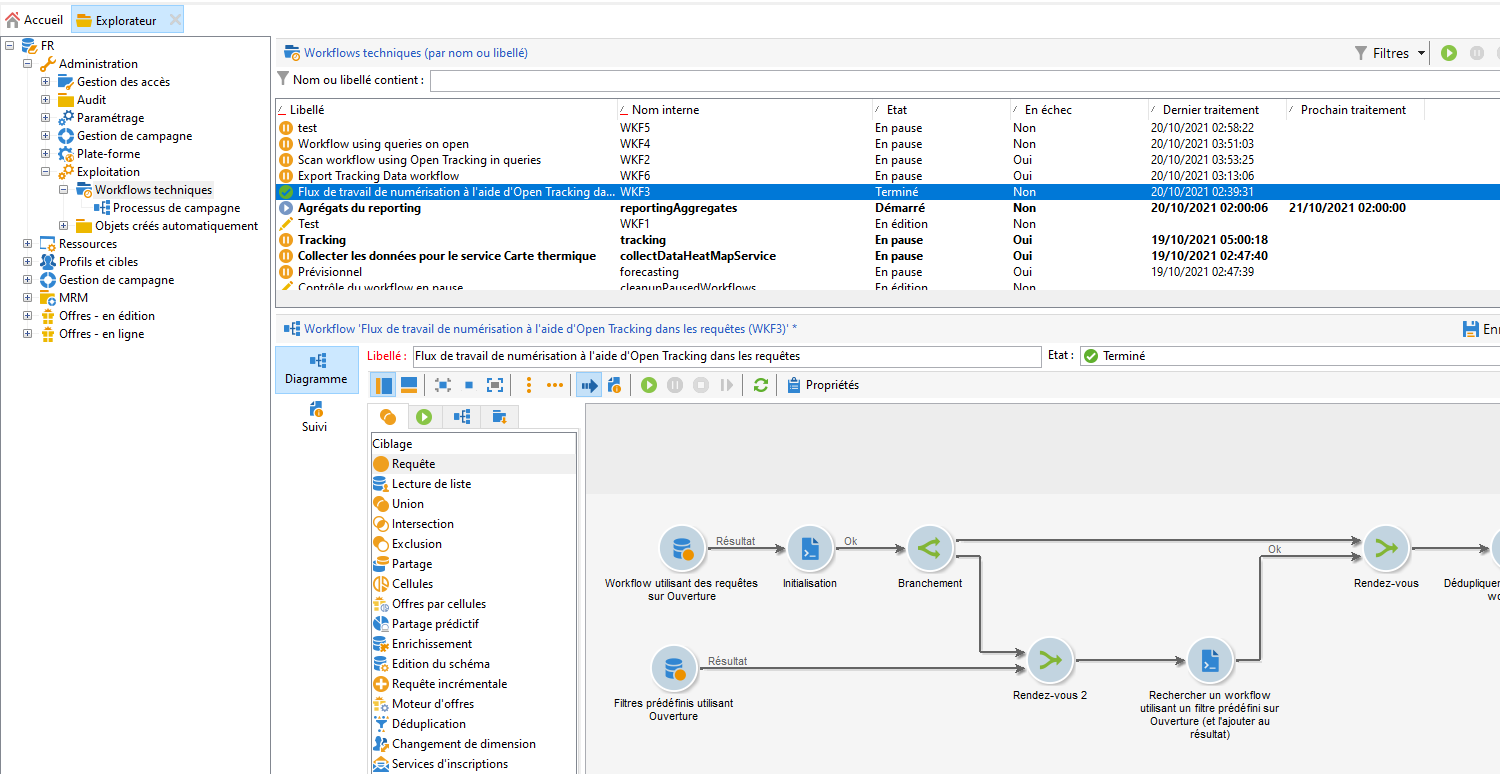 Accueil
Explorateur
FR
Administration
Gestion des accès
Audit
Paramétrage
Gestion de campagne
Plate-forme
Exploitation
Workflows techniques
Processus de campagne
Objets créés automatiquement
Ressources
Profils et cibles
Gestion de campagne
MRM
Offres - en édition
Offres - en ligne
Workflows techniques (par nom ou libellé)
Filtres
Nom ou libellé contient :
Libellé Nom interne Etat En échec Dernier traitement Prochain traitement
test WKF5 En pause Non 20/10/2021 02:58:22
Workflow using queries on open WKF4 En pause Non 20/10/2021 03:51:03
Scan workflow using Open Tracking in queries WKF2 En pause Oui 20/10/2021 03:53:25
Export Tracking Data workflow WKF6 En pause Oui 20/10/2021 03:13:06
Flux de travail de numérisation à l'aide d'Open Tracking da... WKF3 Terminé Non 20/10/2021 02:39:31
Agrégats du reporting reportingAggregates Démarré Non 20/10/2021 02:00:06 21/10/2021 02:00:00
Test WKF1 En édition Non
Tracking tracking En pause Oui 19/10/2021 05:00:18
Collecter les données pour le service Carte thermique collectDataHeatMapService En pause Oui 19/10/2021 02:47:40
Prévisionnel forecasting En pause Oui 19/10/2021 02:47:39
Contrôle du workflow en pause cleanupPausedWorkflows En édition Non
Workflow 'Flux de travail de numérisation à l'aide d'Open Tracking dans les requêtes (WKF3)' *
Enr
Diagramme
Suivi
Libellé : Flux de travail de numérisation à l'aide d'Open Tracking dans les requêtes
Etat : Terminé
Propriétés
Ciblage
Requête
Lecture de liste
Union
Intersection
Exclusion
Partage
Cellules
Offres par cellules
Partage prédictif
Enrichissement
Edition du schéma
Requête incrémentale
Moteur d'offres
Déduplication
Changement de dimension
Services d'inscriptions
Résultat
Ok
Ok
Workflow utilisant des requêtes
sur Ouverture
Initialisation
Branchement
Rendez-vous
Dédupliquer
wo
Résultat
Filtres prédéfinis utilisant
Ouverture
Rendez-vous 2
Rechercher un workflow
utilisant un filtre prédéfini sur
Ouverture (et l'ajouter au
résultat)